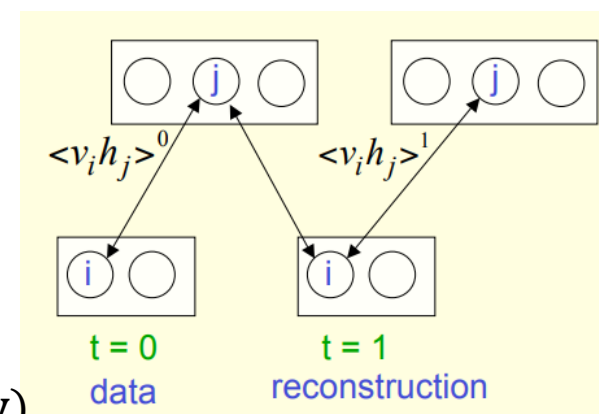 j j
<v_i h_j>^0 <v_i h_j>^1
i i
t = 0 t = 1
data reconstruction